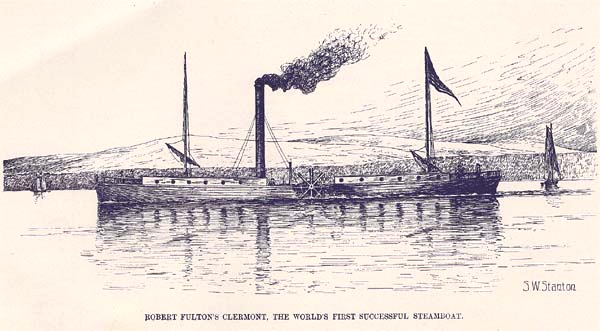 S.W. Stanton
ROBERT FULTON'S CLERMONT, THE WORLD'S FIRST SUCCESSFUL STEAMBOAT.